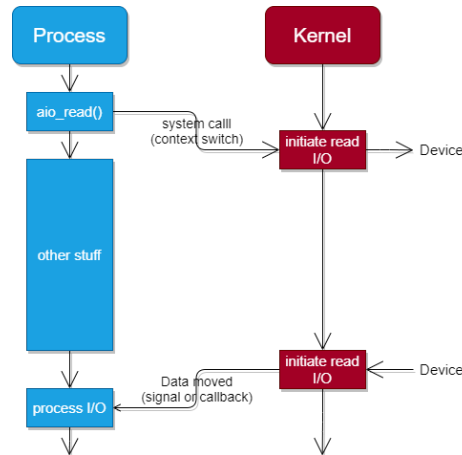 Process
Kernel
aio_read()
system calll
(context switch)
initiate read
I/O
Device
other stuff
Data moved
(signal or callback)
initiate read
I/O
Device
process I/O